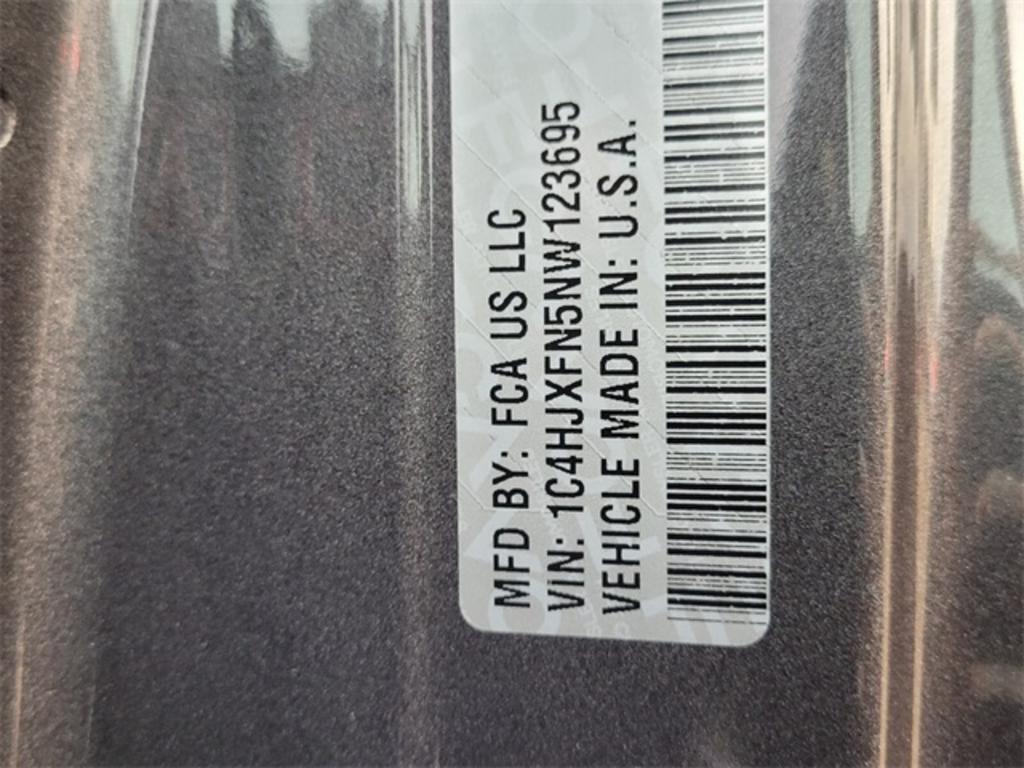 MFD BY: FCA US LLC
VIN: 1C4HJXFN5NW123695
VEHICLE MADE IN: U.S.A.